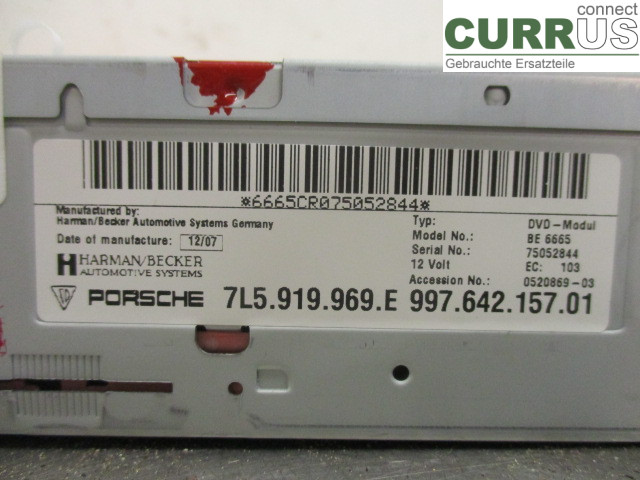 connect
CURRUS
Gebrauchte Ersatzteile
*6665CR075052844*
Manufactured by:
Harman/Becker Automotive Systems Germany
Date of manufacture: 12/07
HARMAN/BECKER
AUTOMOTIVE SYSTEMS
Typ: DVD-Modul
Model No.: BE 6665
Serial No.: 75052844
12 Volt EC: 103
Accession No.: 0520869-03
PORSCHE 7L5.919.969.E 997.642.157.01